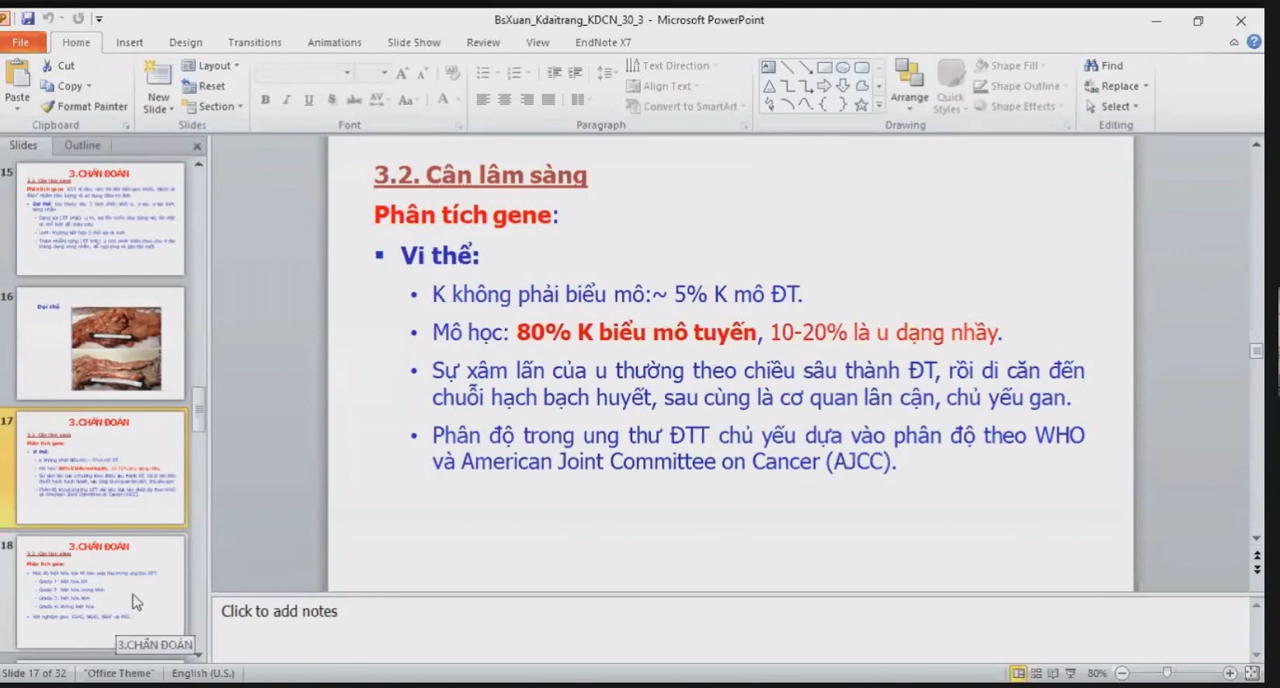 BsXuan_Kdaitrang_KDCN_30_3 - Microsoft PowerPoint
File Home Insert Design Transitions Animations Slide Show Review View EndNote X7
Paste
Cut
Copy
Format Painter
Clipboard
New Slide
Layout
Reset
Section
Slides
Font
Text Direction
Align Text
Convert to SmartArt
Paragraph
Arrange
Quick Styles
Shape Fill
Shape Outline
Shape Effects
Drawing
Find
Replace
Select
Editing
Slides Outline
15
3.CHẨN ĐOÁN
16
Đại thể
17
3.CHẨN ĐOÁN
18
3.CHẨN ĐOÁN
3.CHẨN ĐOÁN
3.2. Cân lâm sàng
Phân tích gene:
▪ Vi thể:
• K không phải biểu mô:~ 5% K mô ĐT.
• Mô học: 80% K biểu mô tuyến, 10-20% là u dạng nhầy.
• Sự xâm lấn của u thường theo chiều sâu thành ĐT, rồi di căn đến
chuỗi hạch bạch huyết, sau cùng là cơ quan lân cận, chủ yếu gan.
• Phân độ trong ung thư ĐTT chủ yếu dựa vào phân độ theo WHO
và American Joint Committee on Cancer (AJCC).
Click to add notes
Slide 17 of 32 "Office Theme" English (U.S.) 80%